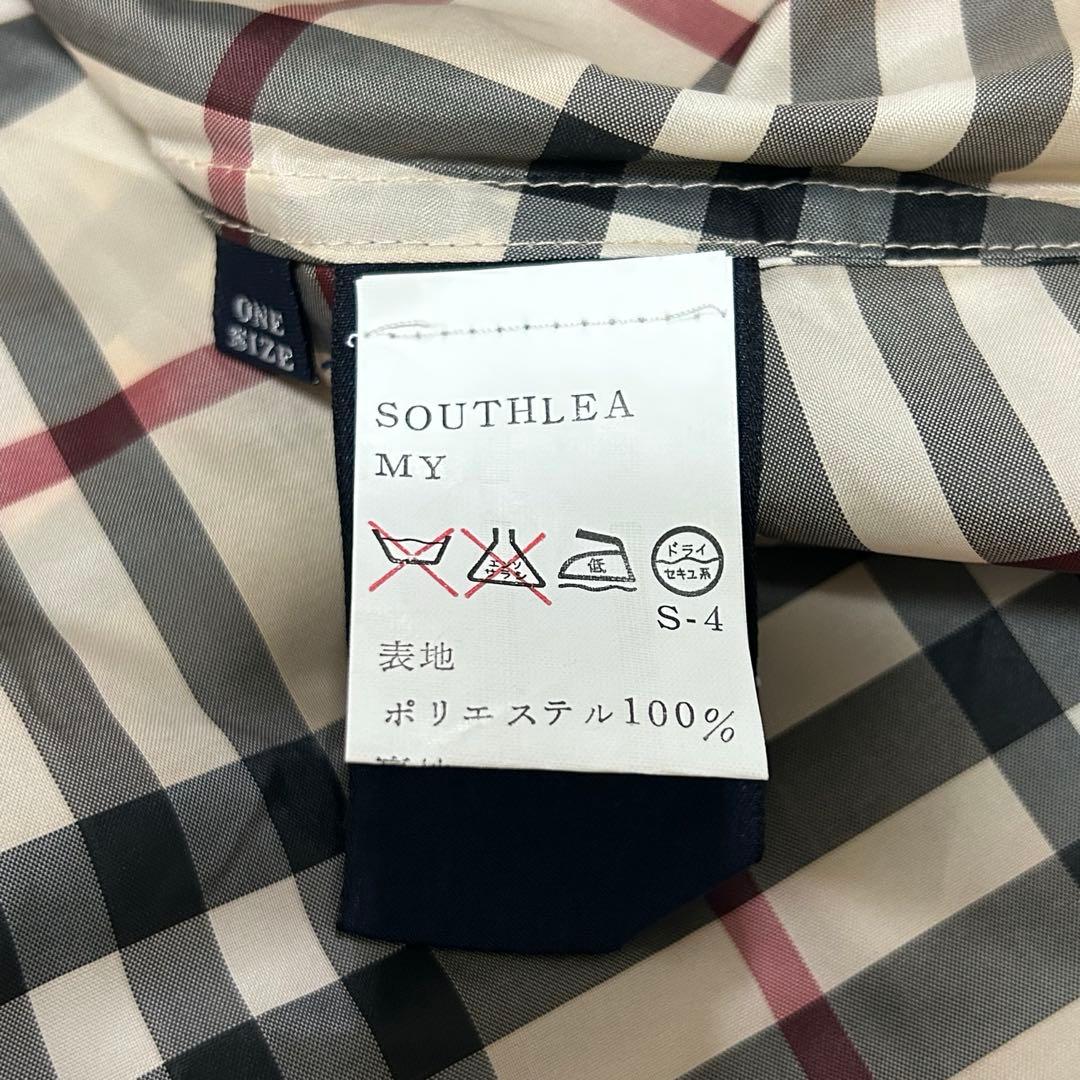 ONE
SIZE
SOUTHLEA
MY
エンソ
サラシ
低
ドライ
セキユ系
S-4
表地
ポリエステル100%